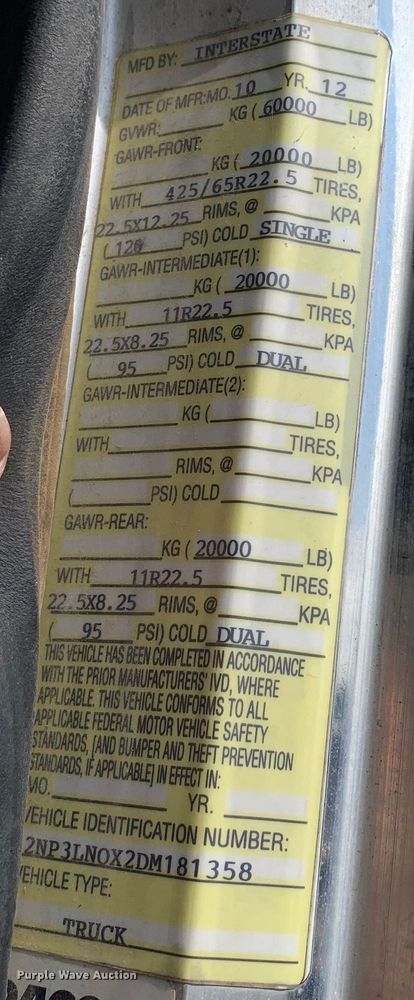 MFD BY: INTERSTATE
DATE OF MFR:MO. 10 YR. 12
GVWR: KG ( 60000 LB)
GAWR-FRONT:
KG ( 20000 LB)
WITH 425/65R22.5 TIRES,
22.5X12.25 RIMS, @ KPA
( 120 PSI) COLD SINGLE
GAWR-INTERMEDIATE(1):
KG ( 20000 LB)
WITH 11R22.5 TIRES,
22.5X8.25 RIMS, @ KPA
( 95 PSI) COLD DUAL
GAWR-INTERMEDIATE(2):
KG ( LB)
WITH TIRES,
RIMS, @ KPA
( PSI) COLD
GAWR-REAR:
KG ( 20000 LB)
WITH 11R22.5 TIRES,
22.5X8.25 RIMS, @ KPA
( 95 PSI) COLD DUAL
THIS VEHICLE HAS BEEN COMPLETED IN ACCORDANCE
WITH THE PRIOR MANUFACTURERS' IVD, WHERE
APPLICABLE. THIS VEHICLE CONFORMS TO ALL
APPLICABLE FEDERAL MOTOR VEHICLE SAFETY
STANDARDS, [AND BUMPER AND THEFT PREVENTION
STANDARDS, IF APPLICABLE] IN EFFECT IN:
MO. YR.
VEHICLE IDENTIFICATION NUMBER:
2NP3LNOX2DM181358
VEHICLE TYPE:
TRUCK
Purple Wave Auction